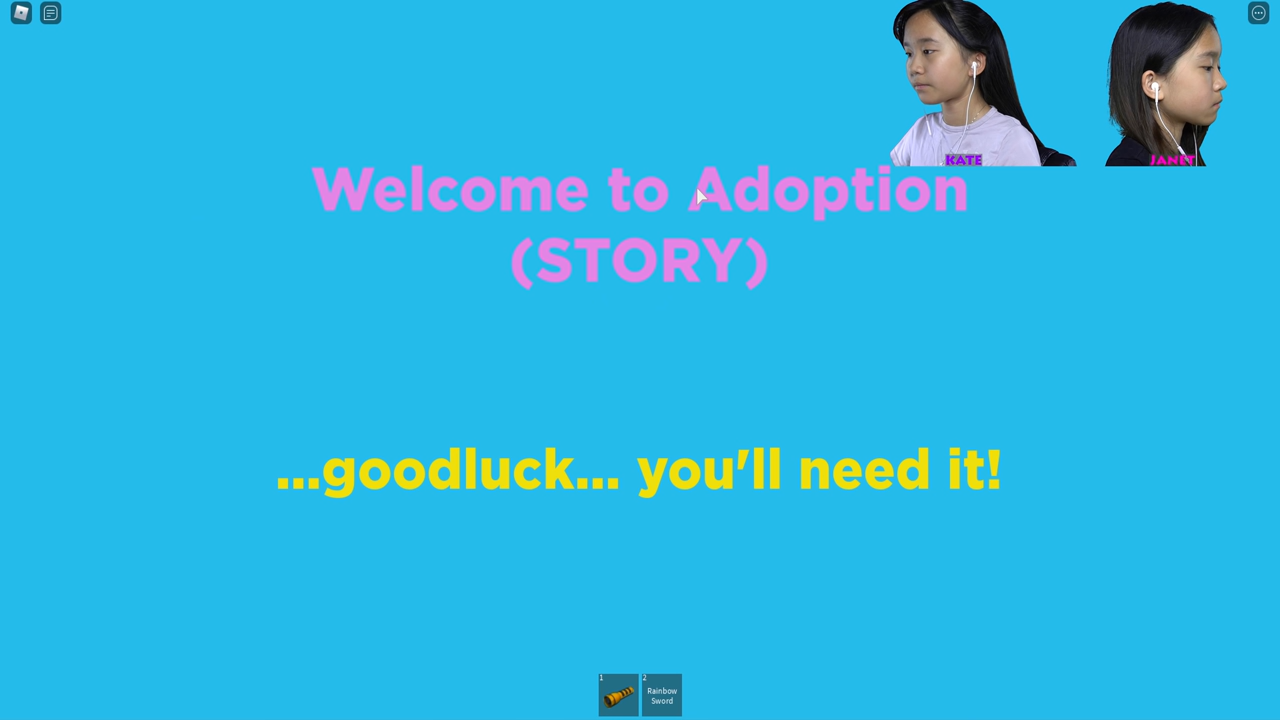 KATE
JANET
Welcome to Adoption
(STORY)
...goodluck... you'll need it!
1
2
Rainbow
Sword